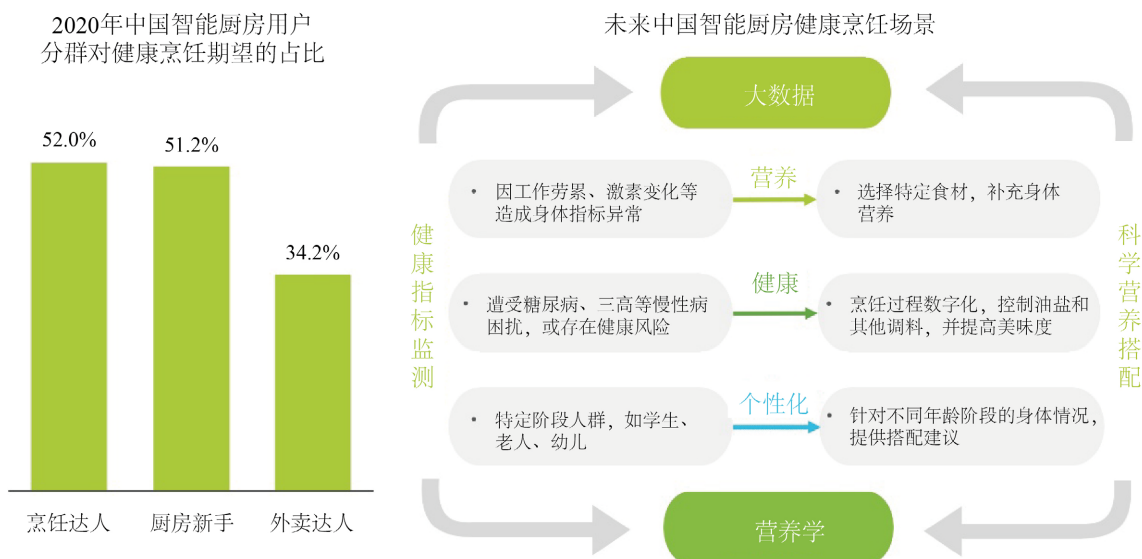 2020年中国智能厨房用户
分群对健康烹饪期望的占比
52.0%
51.2%
34.2%
烹饪达人
厨房新手
外卖达人
未来中国智能厨房健康烹饪场景
大数据
健康指标监测
• 因工作劳累、激素变化等
造成身体指标异常
营养
• 选择特定食材，补充身体
营养
• 遭受糖尿病、三高等慢性病
困扰，或存在健康风险
健康
• 烹饪过程数字化，控制油盐和
其他调料，并提高美味度
• 特定阶段人群，如学生、
老人、幼儿
个性化
• 针对不同年龄阶段的身体情况，
提供搭配建议
科学营养搭配
营养学